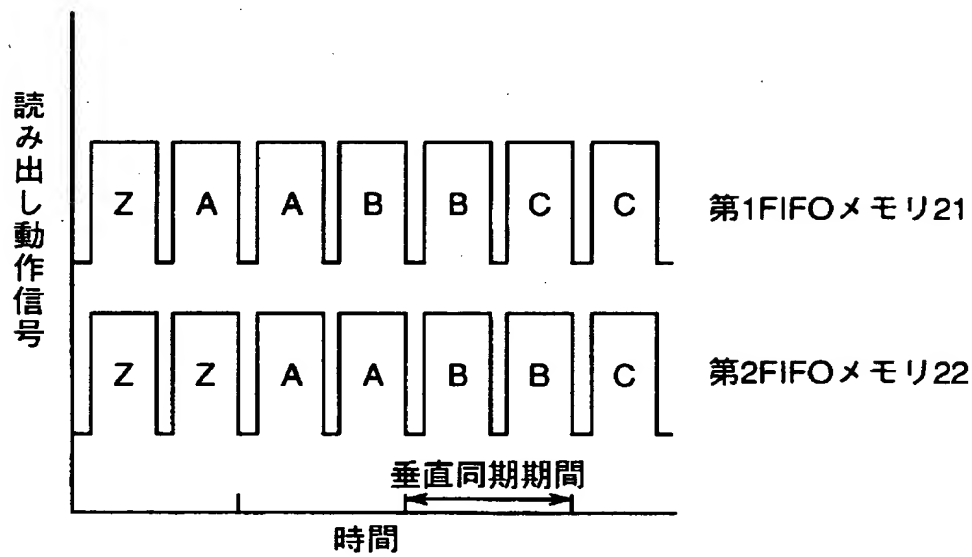 読み出し動作信号
Z A A B B C C
第1FIFOメモリ21
Z Z A A B B C
第2FIFOメモリ22
垂直同期期間
時間